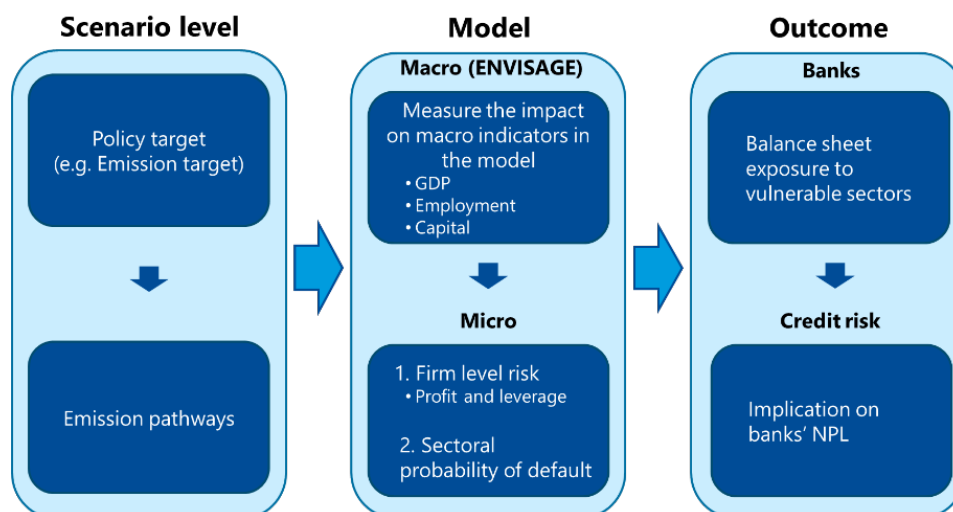 Scenario level
Policy target
(e.g. Emission target)
Emission pathways
Model
Macro (ENVISAGE)
Measure the impact
on macro indicators in
the model
• GDP
• Employment
• Capital
Micro
1. Firm level risk
• Profit and leverage
2. Sectoral
probability of default
Outcome
Banks
Balance sheet
exposure to
vulnerable sectors
Credit risk
Implication on
banks' NPL